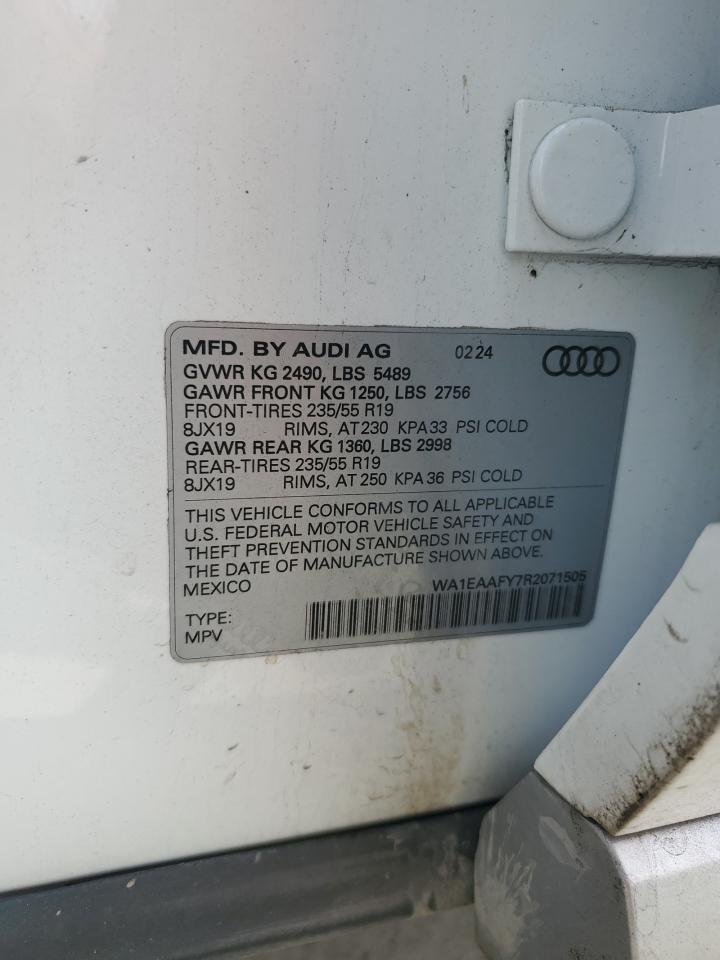 MFD. BY AUDI AG 02 24
GVWR KG 2490, LBS 5489
GAWR FRONT KG 1250, LBS 2756
FRONT-TIRES 235/55 R19
8JX19 RIMS, AT 230 KPA 33 PSI COLD
GAWR REAR KG 1360, LBS 2998
REAR-TIRES 235/55 R19
8JX19 RIMS, AT 250 KPA 36 PSI COLD
THIS VEHICLE CONFORMS TO ALL APPLICABLE
U.S. FEDERAL MOTOR VEHICLE SAFETY AND
THEFT PREVENTION STANDARDS IN EFFECT ON
THE DATE OF MANUFACTURE SHOWN ABOVE.
MEXICO WA1EAAFY7R2071505
TYPE:
MPV